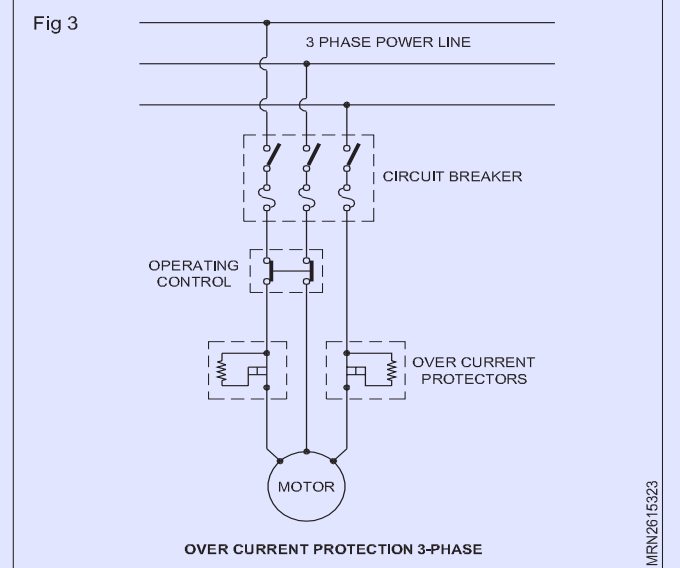 Fig 3
3 PHASE POWER LINE
CIRCUIT BREAKER
OPERATING
CONTROL
OVER CURRENT
PROTECTORS
MOTOR
OVER CURRENT PROTECTION 3-PHASE
MRN2615323